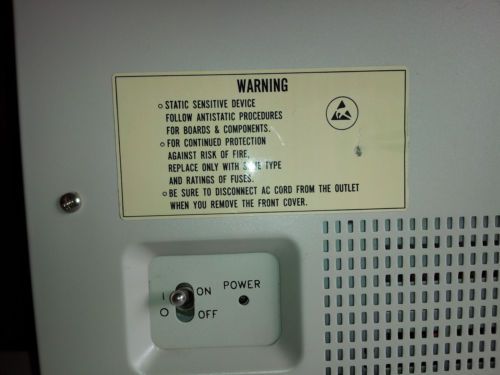 WARNING
o STATIC SENSITIVE DEVICE
FOLLOW ANTISTATIC PROCEDURES
FOR BOARDS & COMPONENTS.
o FOR CONTINUED PROTECTION
AGAINST RISK OF FIRE,
REPLACE ONLY WITH SAME TYPE
AND RATINGS OF FUSES.
o BE SURE TO DISCONNECT AC CORD FROM THE OUTLET
WHEN YOU REMOVE THE FRONT COVER.
I ON POWER
O OFF